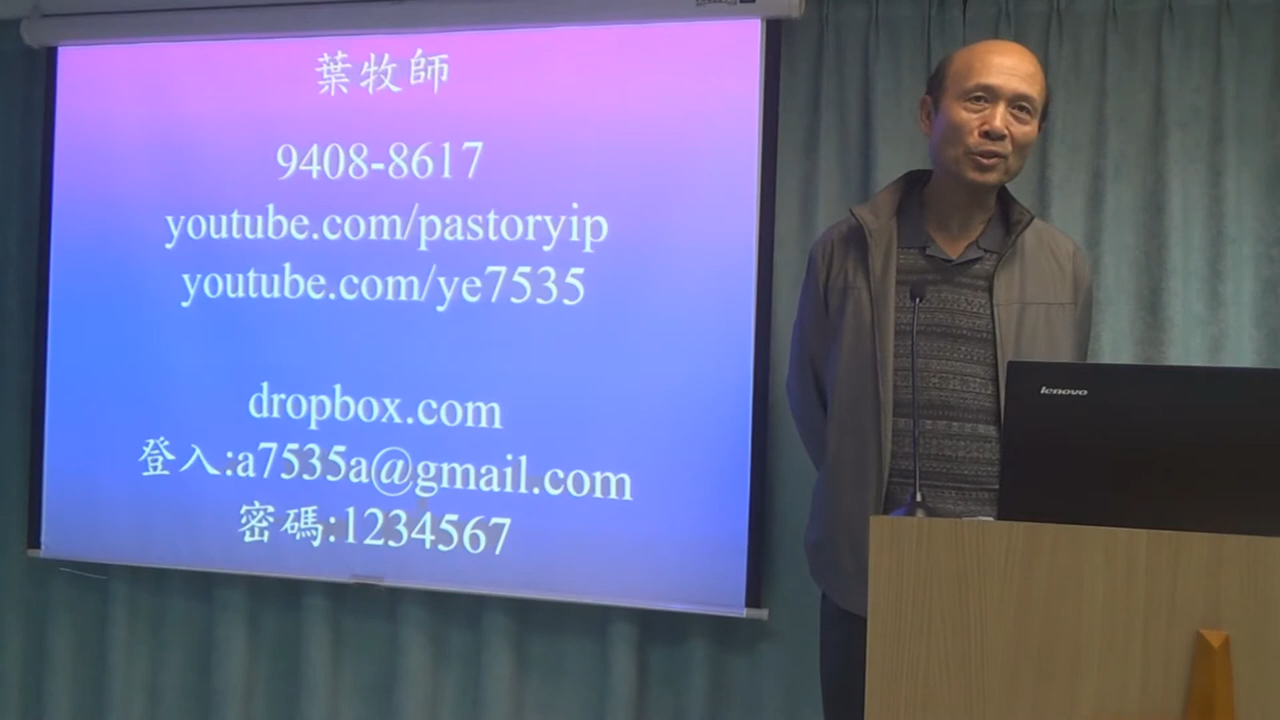 葉牧師
9408-8617
youtube.com/pastoryip
youtube.com/ye7535
dropbox.com
登入:a7535a@gmail.com
密碼:1234567
lenovo